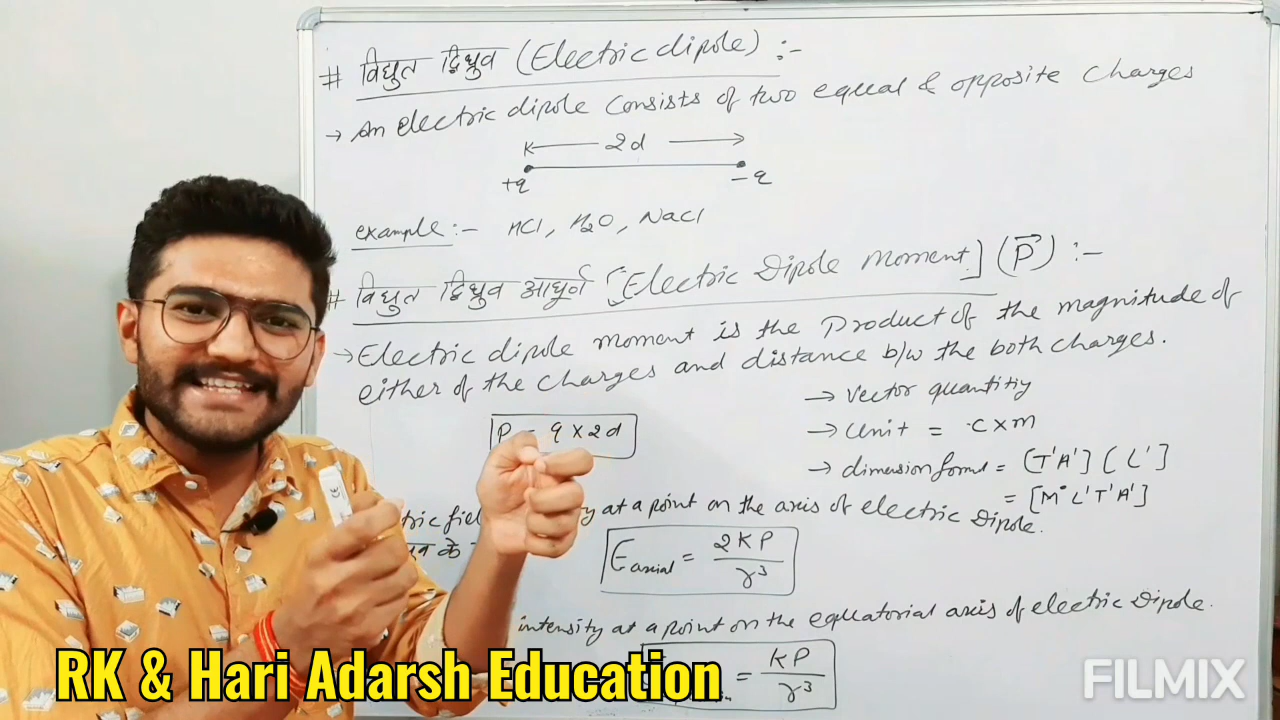 # विद्युत द्विध्रुव (Electric dipole) :-
→ An electric dipole consists of two equal & opposite charges
2d
+q -q
example :- HCl, H₂O, NaCl
# विद्युत द्विध्रुव आघूर्ण [Electric Dipole Moment] (P⃗) :-
→ Electric dipole moment is the product of the magnitude of
either of the charges and distance b/w the both charges.
P = q × 2d
→ vector quantitiy
→ Unit = C×m
→ dimension formul = [T¹A¹] [L¹]
= [M⁰L¹T¹A¹]
at a point on the axis of electric Dipole.
के
E axial = 2KP / r³
intensity at a point on the equatorial axis of electric Dipole.
= KP / r³
RK & Hari Adarsh Education
FILMIX